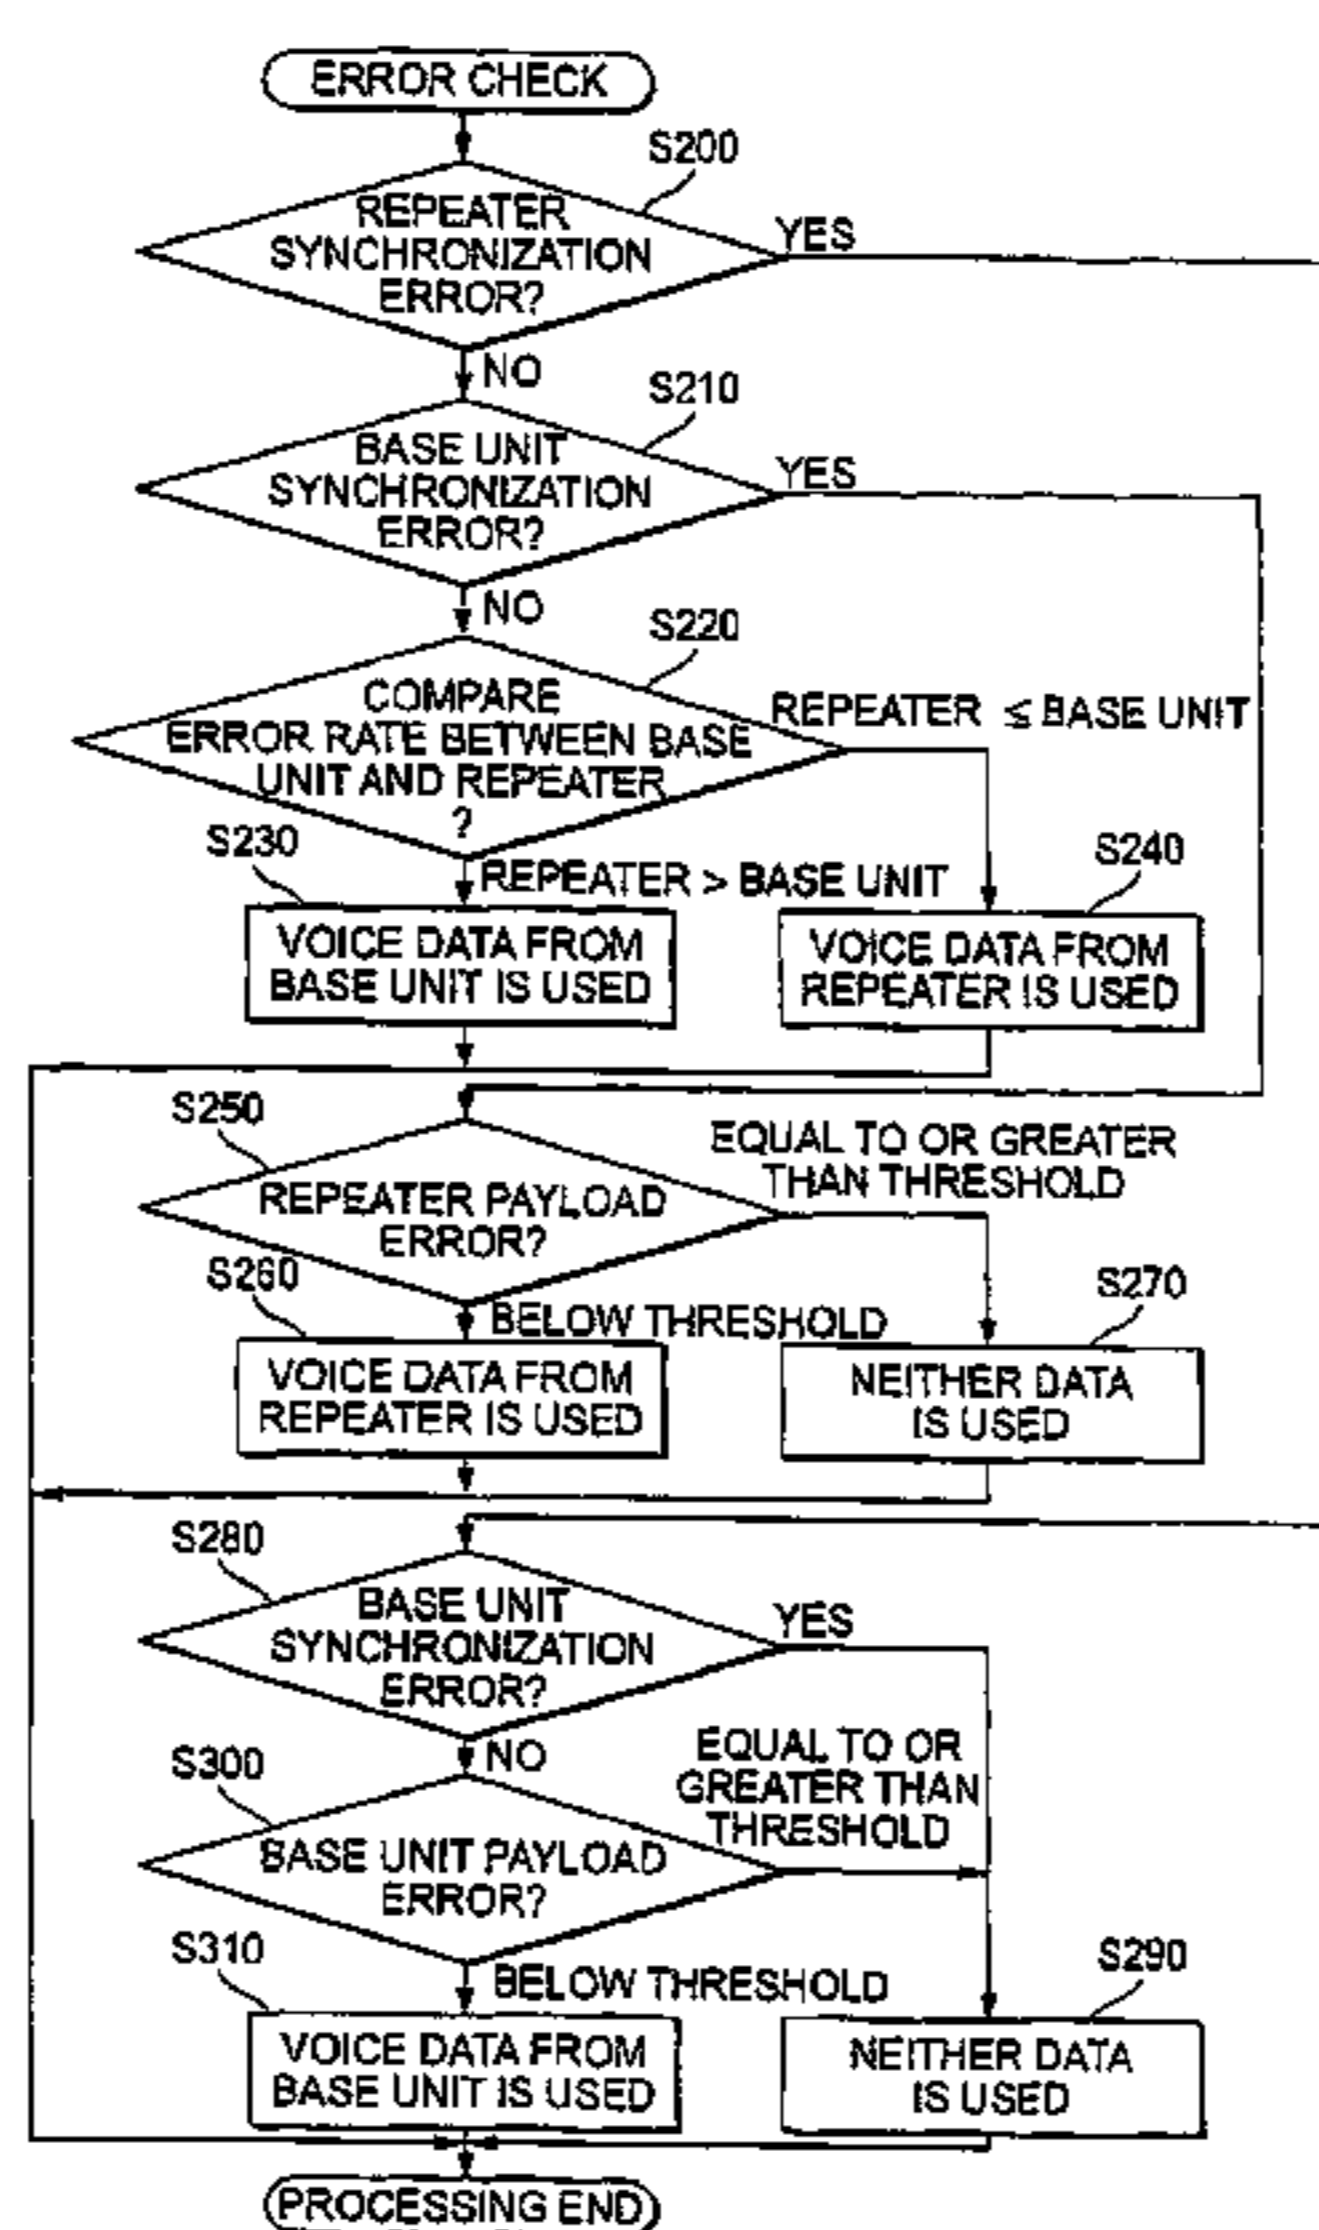 ERROR CHECK
S200
REPEATER
SYNCHRONIZATION
ERROR?
YES
NO
S210
BASE UNIT
SYNCHRONIZATION
ERROR?
YES
NO
S220
COMPARE
ERROR RATE BETWEEN BASE
UNIT AND REPEATER
?
REPEATER ≤ BASE UNIT
REPEATER > BASE UNIT
S230
VOICE DATA FROM
BASE UNIT IS USED
S240
VOICE DATA FROM
REPEATER IS USED
S250
REPEATER PAYLOAD
ERROR?
EQUAL TO OR GREATER
THAN THRESHOLD
BELOW THRESHOLD
S260
VOICE DATA FROM
REPEATER IS USED
S270
NEITHER DATA
IS USED
S280
BASE UNIT
SYNCHRONIZATION
ERROR?
YES
NO
S300
BASE UNIT PAYLOAD
ERROR?
EQUAL TO OR
GREATER THAN
THRESHOLD
BELOW THRESHOLD
S310
VOICE DATA FROM
BASE UNIT IS USED
S290
NEITHER DATA
IS USED
PROCESSING END